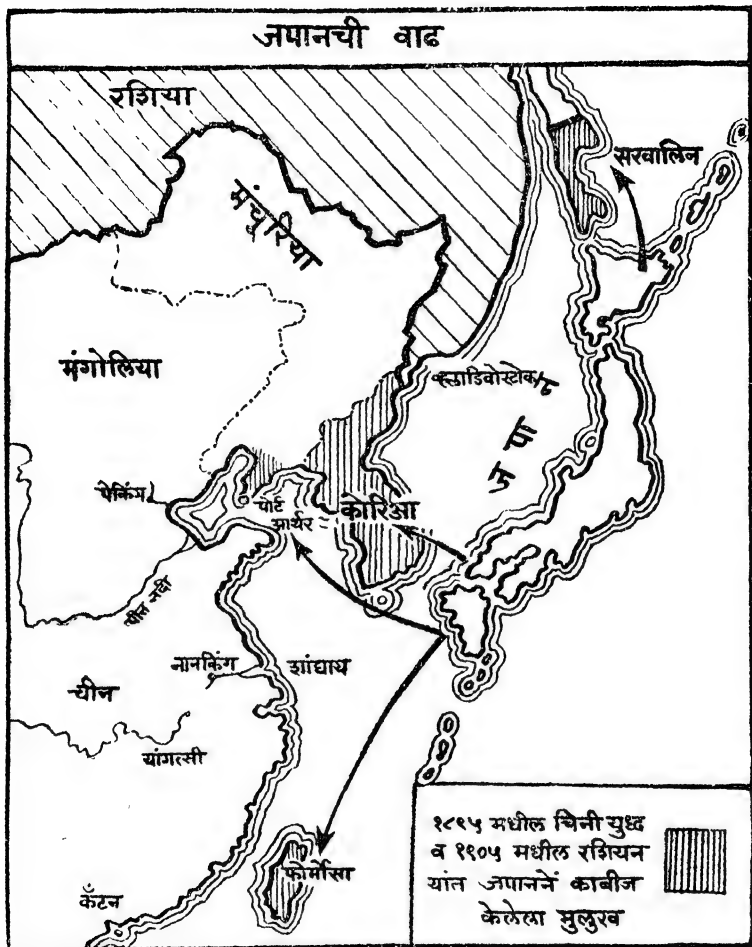 जपानची वाढ
रशिया
सखालिन
मंचूरिया
मंगोलिया
व्लाडिवोस्टोक
जपान
पेकिंग
पोर्ट
आर्थर
कोरिआ
पीत नदी
नानकिंग
शांघाय
चीन
यांगत्सी
फोर्मोसा
कँटन
१८९५ मधील चिनी युध्द
व १९०५ मधील रशियन
यांत जपाननें काबीज
केलेला मुलुख